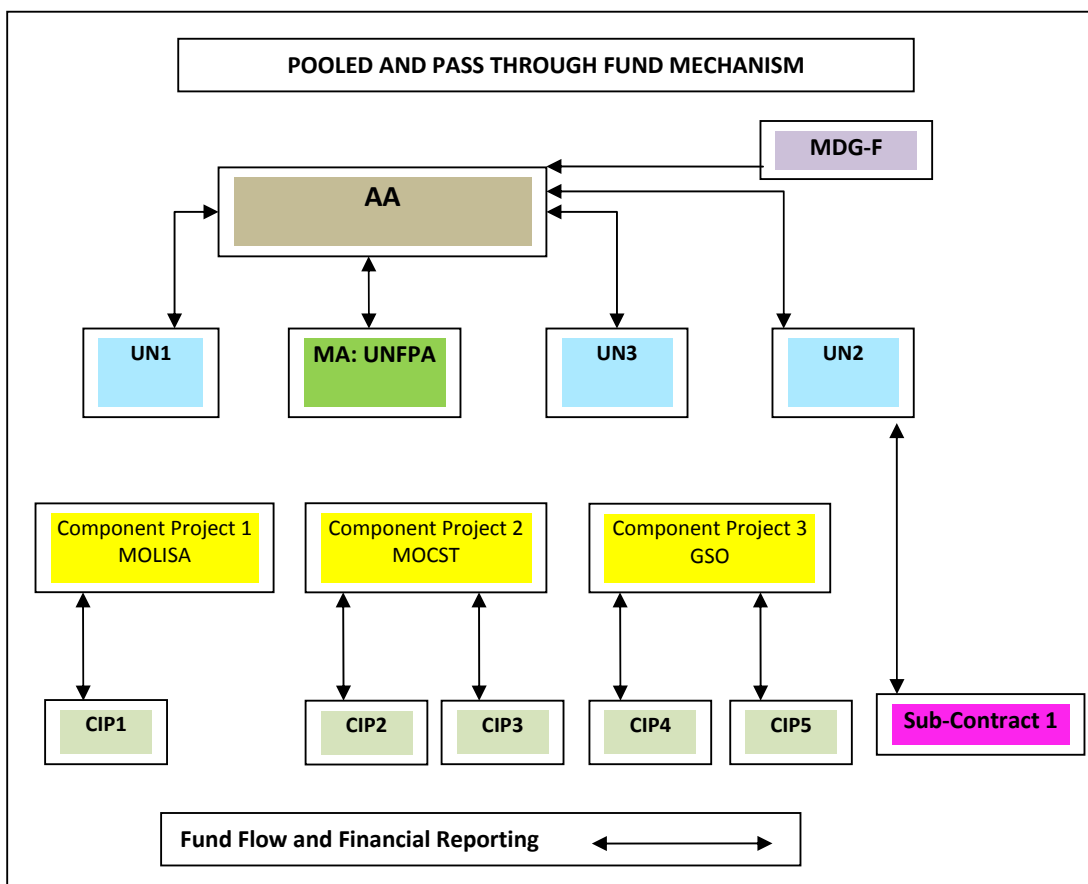 POOLED AND PASS THROUGH FUND MECHANISM
MDG-F
AA
UN1
MA: UNFPA
UN3
UN2
Component Project 1
MOLISA
Component Project 2
MOCST
Component Project 3
GSO
CIP1
CIP2
CIP3
CIP4
CIP5
Sub-Contract 1
Fund Flow and Financial Reporting